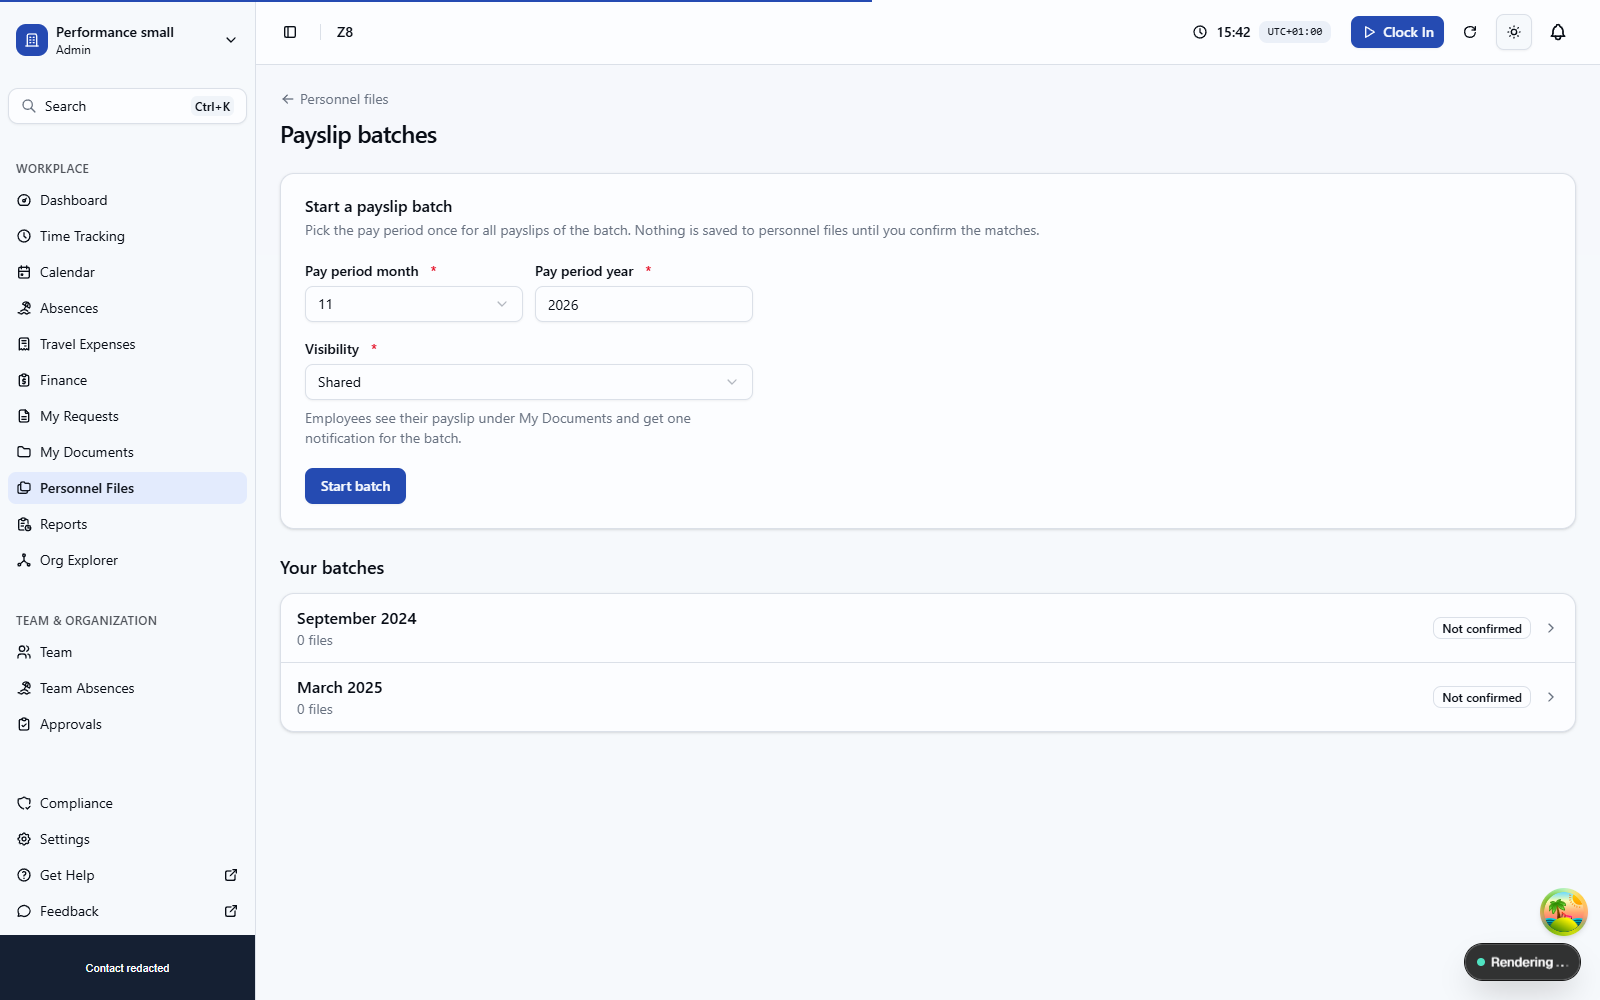 Performance small
Admin
Search
Ctrl+K
WORKPLACE
Dashboard
Time Tracking
Calendar
Absences
Travel Expenses
Finance
My Requests
My Documents
Personnel Files
Reports
Org Explorer
TEAM & ORGANIZATION
Team
Team Absences
Approvals
Compliance
Settings
Get Help
Feedback
Contact redacted
Z8
15:42
UTC+01:00
Clock In
Personnel files
Payslip batches
Start a payslip batch
Pick the pay period once for all payslips of the batch. Nothing is saved to personnel files until you confirm the matches.
Pay period month *
Pay period year *
11
2026
Visibility *
Shared
Employees see their payslip under My Documents and get one
notification for the batch.
Start batch
Your batches
September 2024
0 files
Not confirmed
March 2025
0 files
Not confirmed
Rendering ...